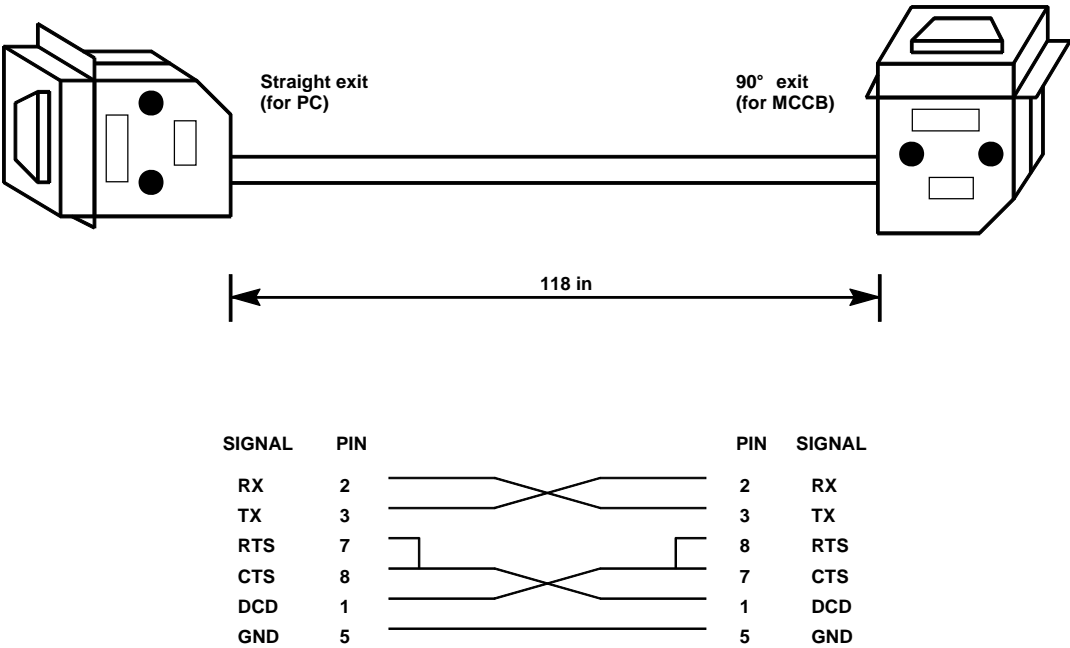 Straight exit
(for PC)
90° exit
(for MCCB)
118 in
SIGNAL PIN PIN SIGNAL
RX 2 2 RX
TX 3 3 TX
RTS 7 8 RTS
CTS 8 7 CTS
DCD 1 1 DCD
GND 5 5 GND